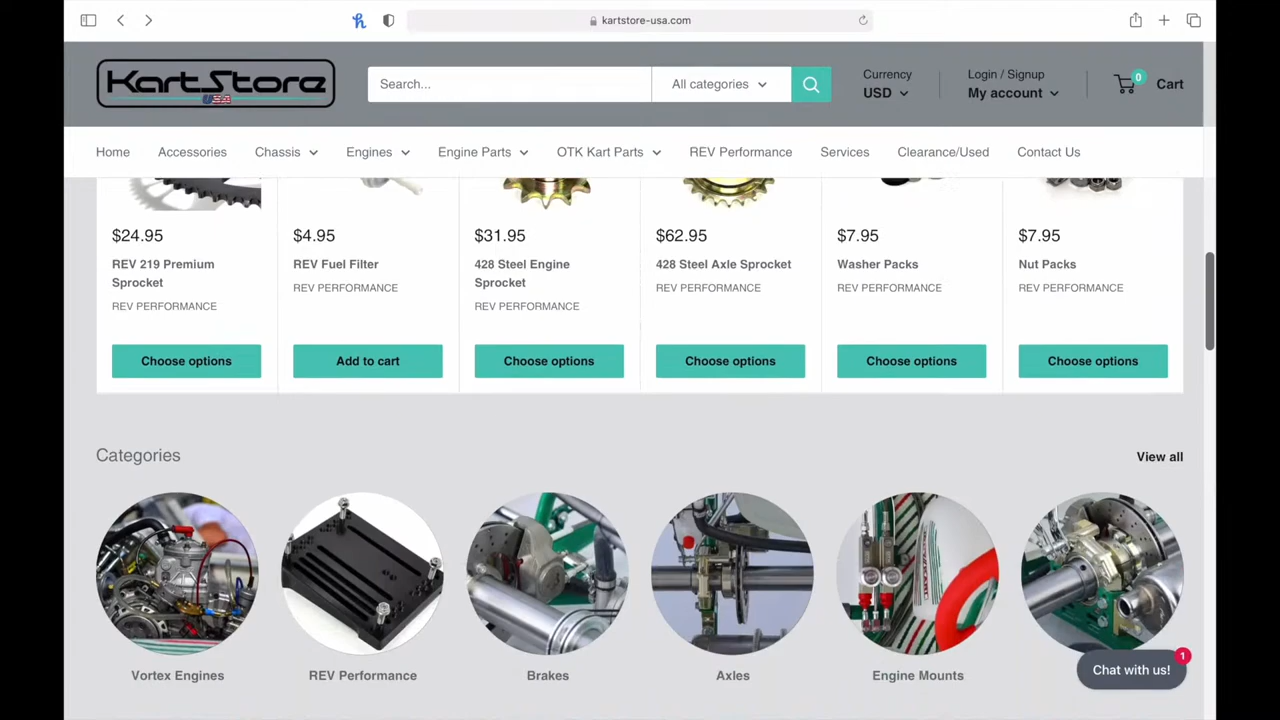 kartstore-usa.com
KartStore
USA
Search...
All categories
Currency
USD
Login / Signup
My account
0
Cart
Home
Accessories
Chassis
Engines
Engine Parts
OTK Kart Parts
REV Performance
Services
Clearance/Used
Contact Us
$24.95
REV 219 Premium
Sprocket
REV PERFORMANCE
Choose options
$4.95
REV Fuel Filter
REV PERFORMANCE
Add to cart
$31.95
428 Steel Engine
Sprocket
REV PERFORMANCE
Choose options
$62.95
428 Steel Axle Sprocket
REV PERFORMANCE
Choose options
$7.95
Washer Packs
REV PERFORMANCE
Choose options
$7.95
Nut Packs
REV PERFORMANCE
Choose options
Categories
View all
Vortex Engines
REV Performance
Brakes
Axles
Engine Mounts
Chat with us!
1